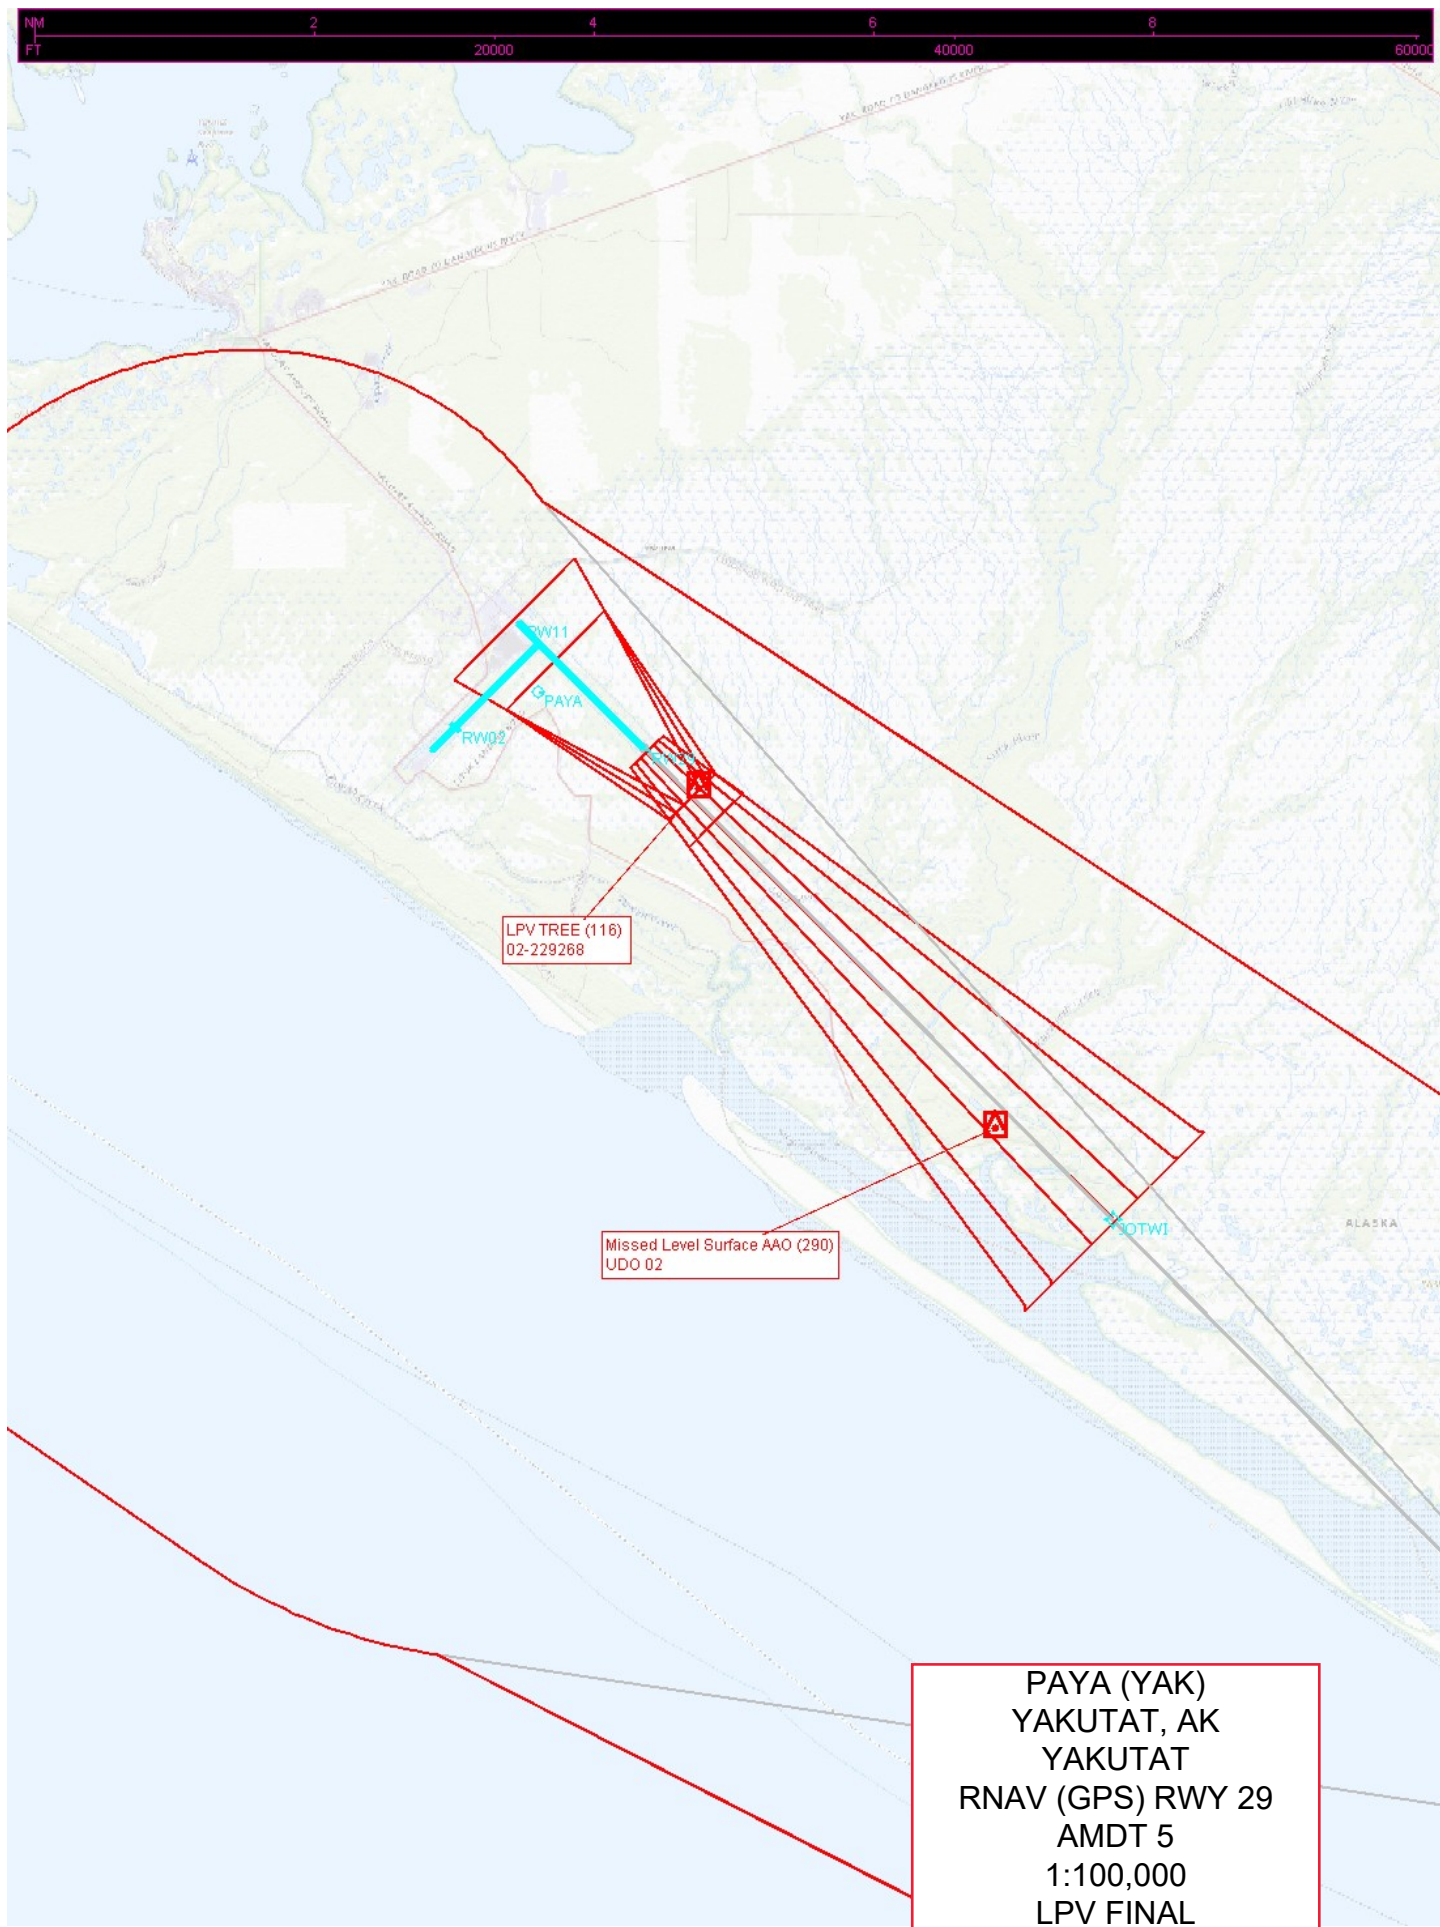 NM 2 4 6 8
FT 20000 40000 60000
RW11
PAYA
RW02
RW29
LPV TREE (116)
02-229268
Missed Level Surface AAO (290)
UDO 02
JOTWI
ALASKA
PAYA (YAK)
YAKUTAT, AK
YAKUTAT
RNAV (GPS) RWY 29
AMDT 5
1:100,000
LPV FINAL